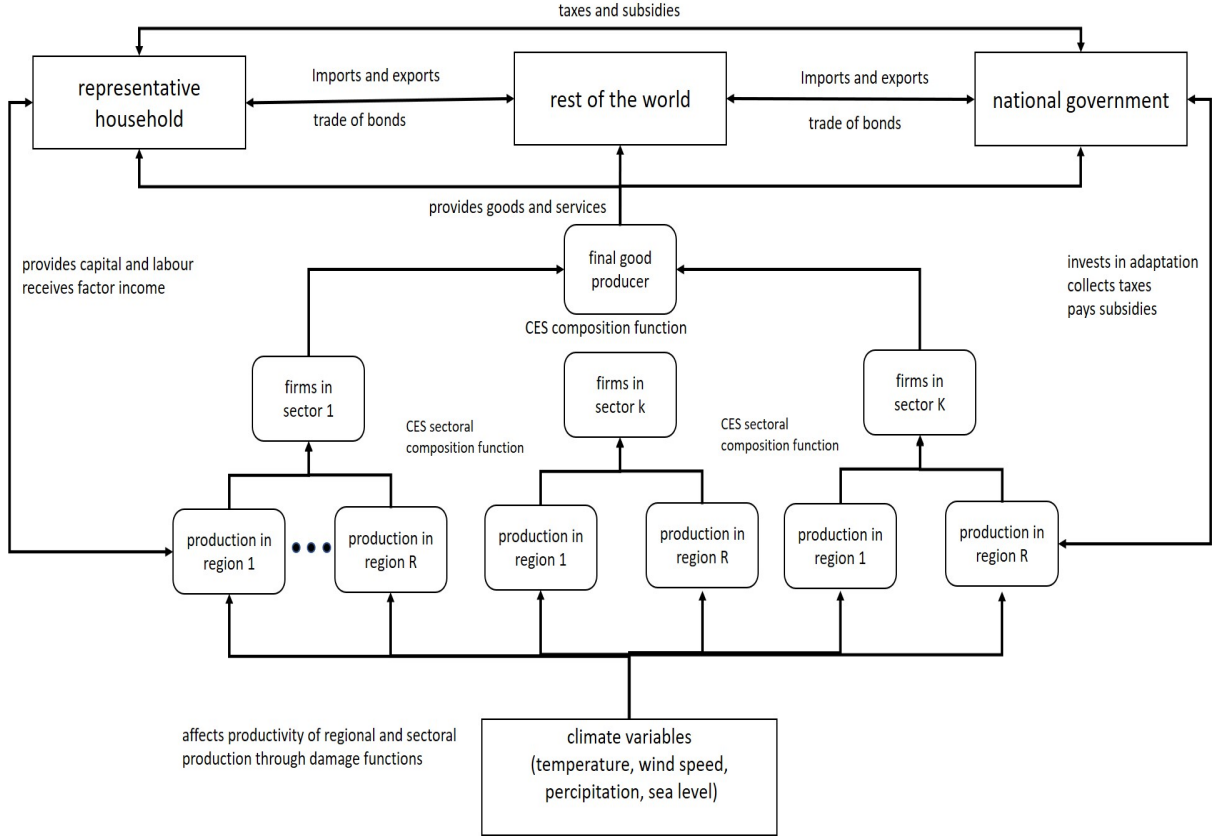 taxes and subsidies
representative
household
Imports and exports
trade of bonds
rest of the world
Imports and exports
trade of bonds
national government
provides goods and services
provides capital and labour
receives factor income
final good
producer
invests in adaptation
collects taxes
pays subsidies
CES composition function
firms in
sector 1
firms in
sector k
firms in
sector K
CES sectoral
composition function
CES sectoral
composition function
production in
region 1
production in
region R
production in
region 1
production in
region R
production in
region 1
production in
region R
affects productivity of regional and sectoral
production through damage functions
climate variables
(temperature, wind speed,
percipitation, sea level)